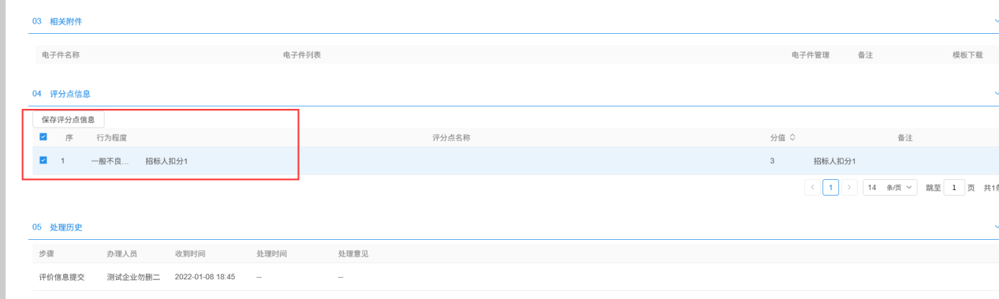 03 相关附件
电子件名称 电子件列表 电子件管理 备注 模板下载
04 评分点信息
保存评分点信息
序 行为程度 评分点名称 分值 备注
1 一般不良... 招标人扣分1 3 招标人扣分1
1 14 条/页 跳至 1 页 共1条
05 处理历史
步骤 办理人员 收到时间 处理时间 处理意见
评价信息提交 测试企业勿删二 2022-01-08 18:45 -- --